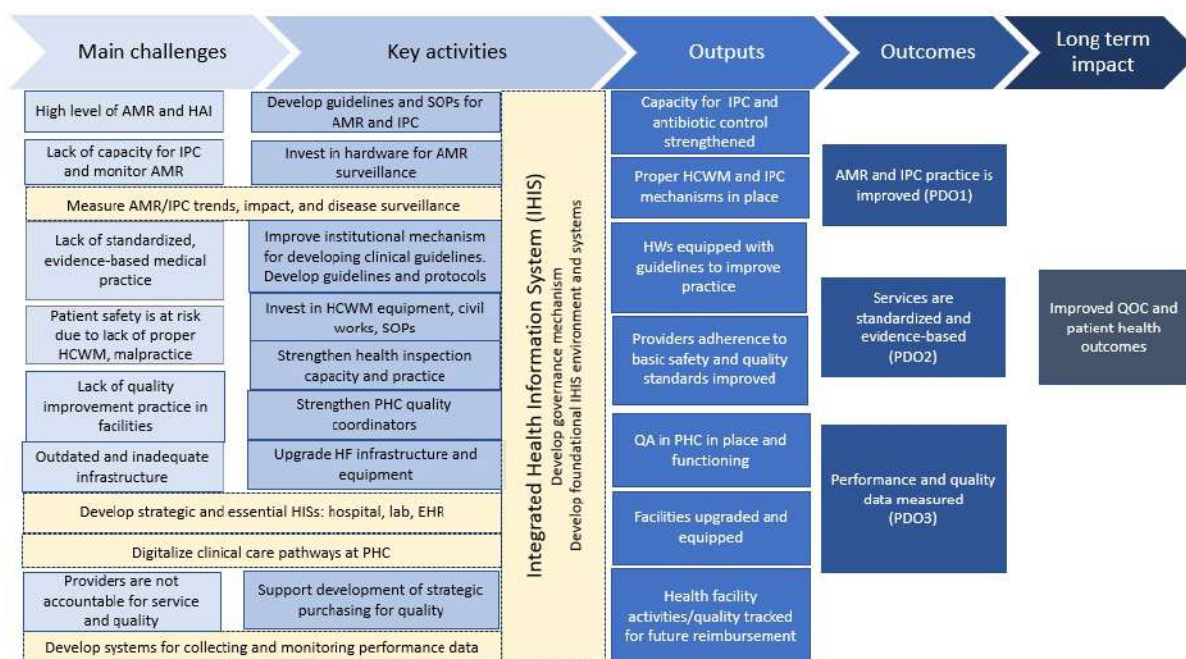 Main challenges
Key activities
Outputs
Outcomes
Long term
impact
High level of AMR and HAI
Develop guidelines and SOPs for
AMR and IPC
Lack of capacity for IPC
and monitor AMR
Invest in hardware for AMR
surveillance
Measure AMR/IPC trends, impact, and disease surveillance
Lack of standardized,
evidence-based medical
practice
Improve institutional mechanism
for developing clinical guidelines.
Develop guidelines and protocols
Patient safety is at risk
due to lack of proper
HCWM, malpractice
Invest in HCWM equipment, civil
works, SOPs
Strengthen health inspection
capacity and practice
Lack of quality
improvement practice in
facilities
Strengthen PHC quality
coordinators
Outdated and inadequate
infrastructure
Upgrade HF infrastructure and
equipment
Develop strategic and essential HISs: hospital, lab, EHR
Digitalize clinical care pathways at PHC
Providers are not
accountable for service
and quality
Support development of strategic
purchasing for quality
Develop systems for collecting and monitoring performance data
Integrated Health Information System (IHIS)
Develop governance mechanism
Develop foundational IHIS environment and systems
Capacity for IPC and
antibiotic control
strengthened
Proper HCWM and IPC
mechanisms in place
HWs equipped with
guidelines to improve
practice
Providers adherence to
basic safety and quality
standards improved
QA in PHC in place and
functioning
Facilities upgraded and
equipped
Health facility
activities/quality tracked
for future reimbursement
AMR and IPC practice is
improved (PDO1)
Services are
standardized and
evidence-based
(PDO2)
Performance and quality
data measured
(PDO3)
Improved QOC and
patient health
outcomes